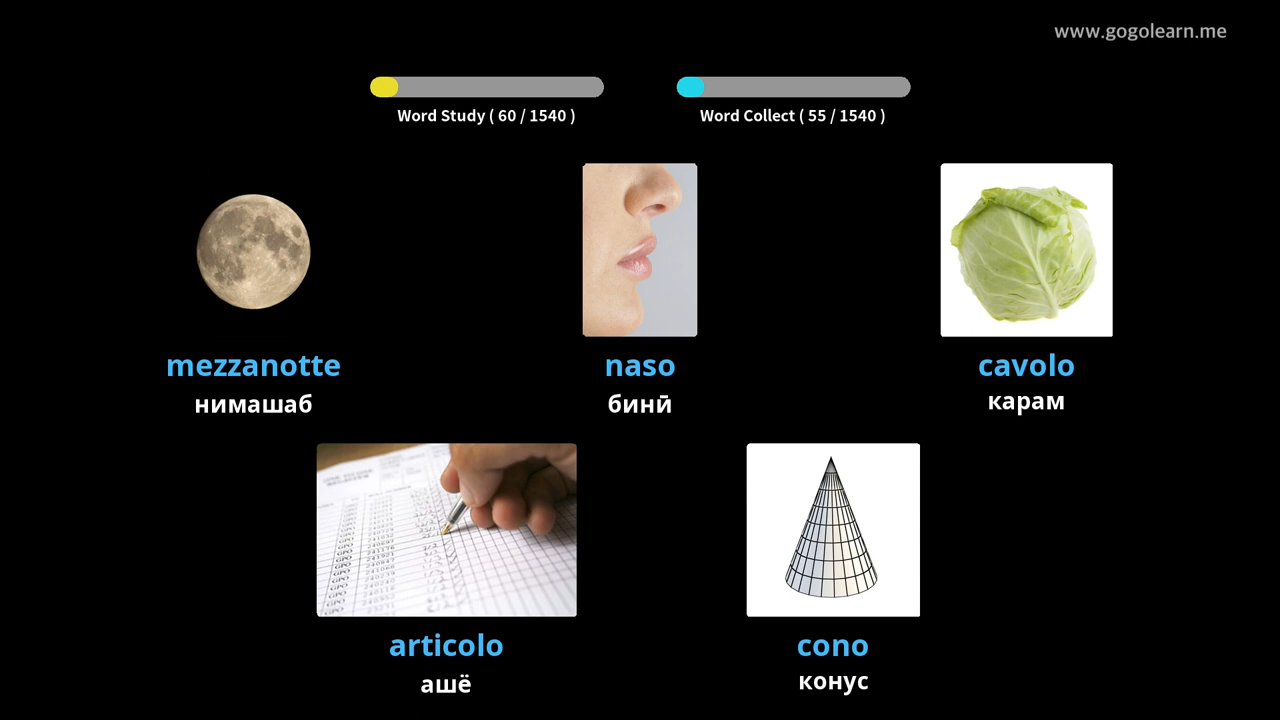 www.gogolearn.me
Word Study ( 60 / 1540 )
Word Collect ( 55 / 1540 )
mezzanotte
нимашаб
naso
бинӣ
cavolo
карам
articolo
ашё
cono
конус